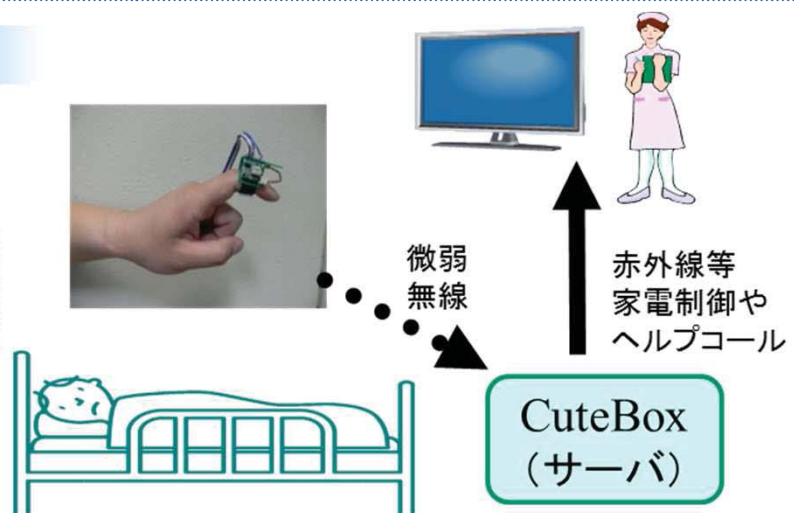 微弱
無線
赤外線等
家電制御や
ヘルプコール
CuteBox
(サーバ)